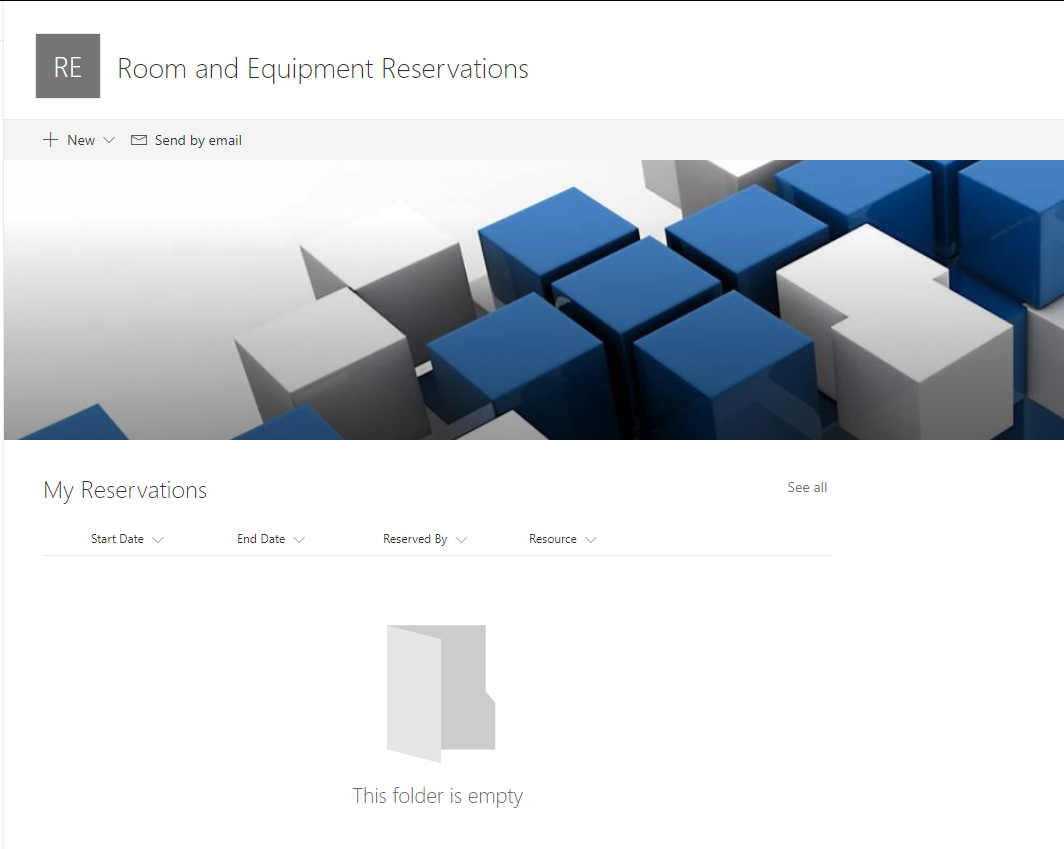 RE
Room and Equipment Reservations
New
Send by email
My Reservations
See all
Start Date
End Date
Reserved By
Resource
This folder is empty